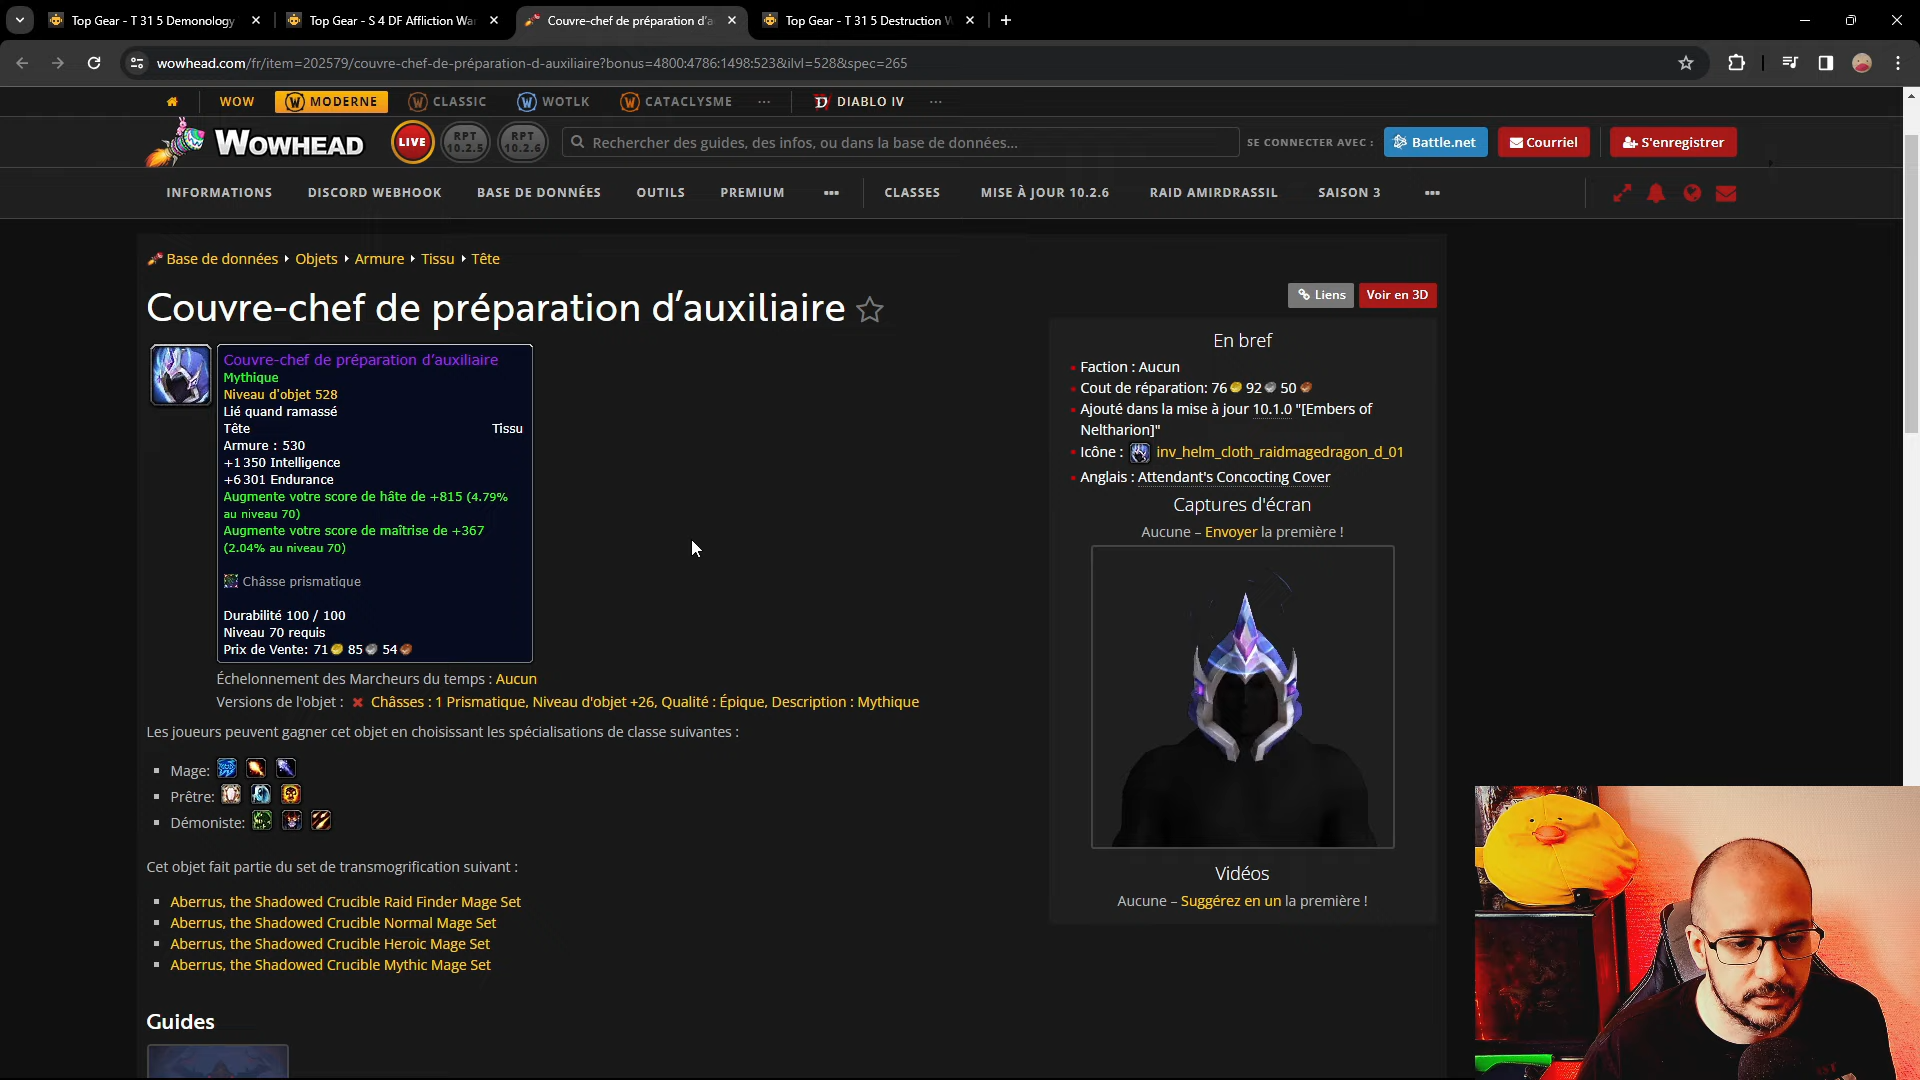 Top Gear - T 31 5 Demonology
Top Gear - S 4 DF Affliction Wa
Couvre-chef de préparation d'a
Top Gear - T 31 5 Destruction W
wowhead.com/fr/item=202579/couvre-chef-de-préparation-d-auxiliaire?bonus=4800:4786:1498:523&ilvl=528&spec=265
WOW
MODERNE
CLASSIC
WOTLK
CATACLYSME
DIABLO IV
WOWHEAD
LIVE
RPT 10.2.5
RPT 10.2.6
Rechercher des guides, des infos, ou dans la base de données...
SE CONNECTER AVEC :
Battle.net
Courriel
S'enregistrer
INFORMATIONS
DISCORD WEBHOOK
BASE DE DONNÉES
OUTILS
PREMIUM
CLASSES
MISE À JOUR 10.2.6
RAID AMIRDRASSIL
SAISON 3
Base de données
Objets
Armure
Tissu
Tête
Couvre-chef de préparation d'auxiliaire
Liens
Voir en 3D
Couvre-chef de préparation d'auxiliaire
Mythique
Niveau d'objet 528
Lié quand ramassé
Tête Tissu
Armure : 530
+1 350 Intelligence
+6 301 Endurance
Augmente votre score de hâte de +815 (4.79%
au niveau 70)
Augmente votre score de maîtrise de +367
(2.04% au niveau 70)
Châsse prismatique
Durabilité 100 / 100
Niveau 70 requis
Prix de Vente: 71 85 54
Échelonnement des Marcheurs du temps : Aucun
Versions de l'objet : Châsses : 1 Prismatique, Niveau d'objet +26, Qualité : Épique, Description : Mythique
Les joueurs peuvent gagner cet objet en choisissant les spécialisations de classe suivantes :
Mage:
Prêtre:
Démoniste:
Cet objet fait partie du set de transmogrification suivant :
Aberrus, the Shadowed Crucible Raid Finder Mage Set
Aberrus, the Shadowed Crucible Normal Mage Set
Aberrus, the Shadowed Crucible Heroic Mage Set
Aberrus, the Shadowed Crucible Mythic Mage Set
Guides
En bref
Faction : Aucun
Cout de réparation: 76 92 50
Ajouté dans la mise à jour 10.1.0 "[Embers of
Neltharion]"
Icône : inv_helm_cloth_raidmagedragon_d_01
Anglais : Attendant's Concocting Cover
Captures d'écran
Aucune – Envoyer la première !
Vidéos
Aucune – Suggérez en un la première !